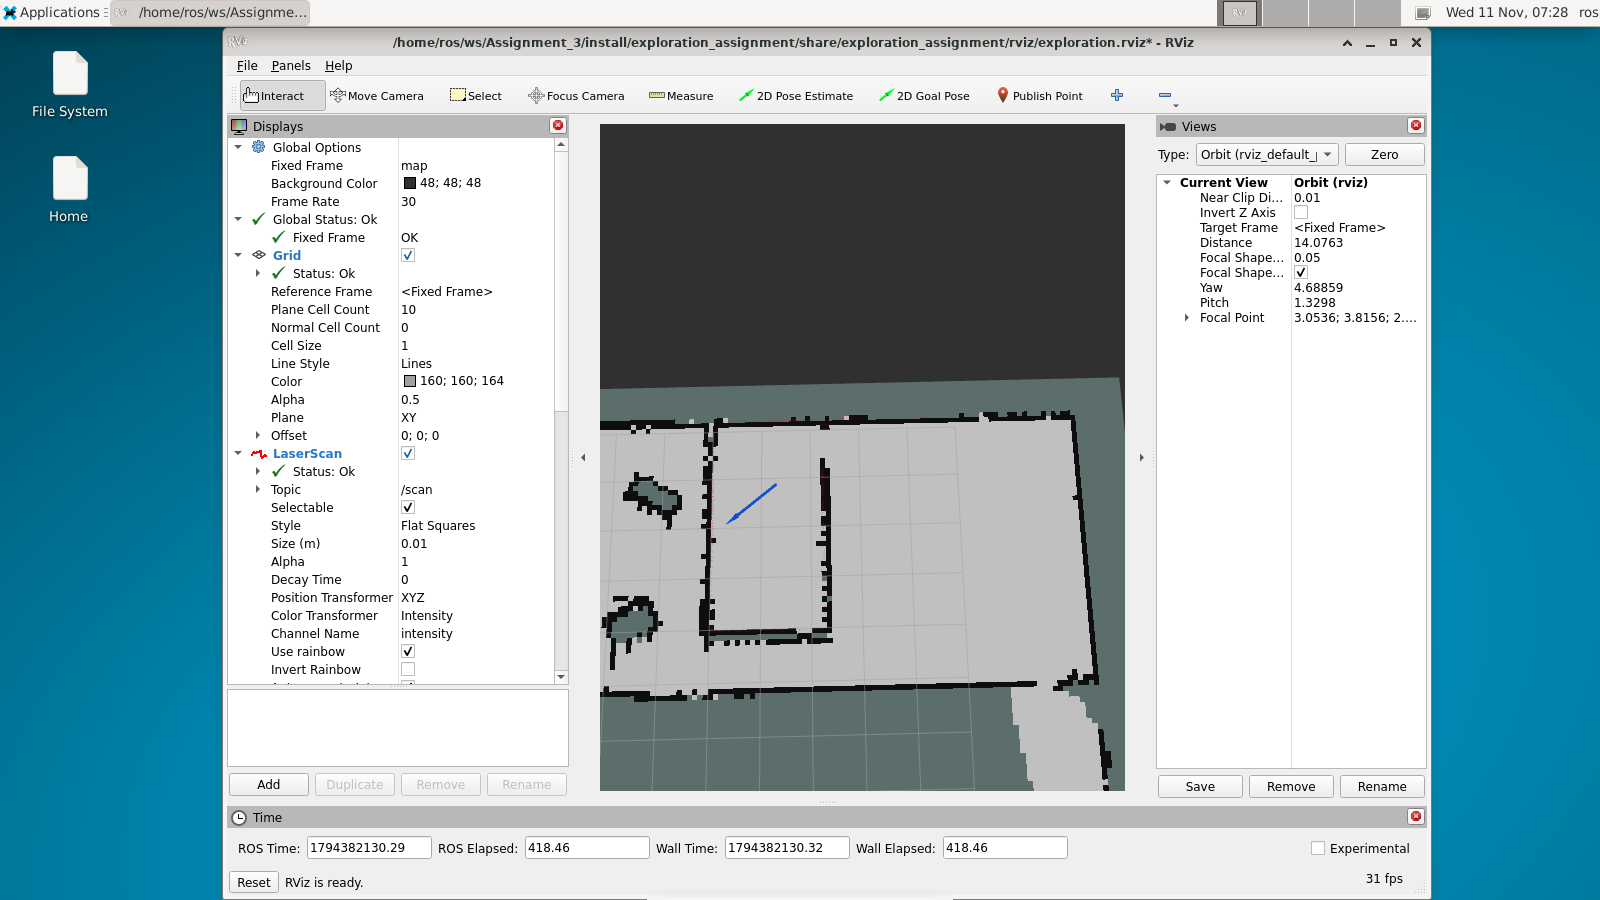 Applications
/home/ros/ws/Assignme...
Wed 11 Nov, 07:28
ros
File System
Home
/home/ros/ws/Assignment_3/install/exploration_assignment/share/exploration_assignment/rviz/exploration.rviz* - RViz
File Panels Help
Interact Move Camera Select Focus Camera Measure 2D Pose Estimate 2D Goal Pose Publish Point
Displays
Global Options
Fixed Frame map
Background Color 48; 48; 48
Frame Rate 30
Global Status: Ok
Fixed Frame OK
Grid
Status: Ok
Reference Frame <Fixed Frame>
Plane Cell Count 10
Normal Cell Count 0
Cell Size 1
Line Style Lines
Color 160; 160; 164
Alpha 0.5
Plane XY
Offset 0; 0; 0
LaserScan
Status: Ok
Topic /scan
Selectable
Style Flat Squares
Size (m) 0.01
Alpha 1
Decay Time 0
Position Transformer XYZ
Color Transformer Intensity
Channel Name intensity
Use rainbow
Invert Rainbow
Add Duplicate Remove Rename
Views
Type: Orbit (rviz_default_ Zero
Current View Orbit (rviz)
Near Clip Di... 0.01
Invert Z Axis
Target Frame <Fixed Frame>
Distance 14.0763
Focal Shape... 0.05
Focal Shape...
Yaw 4.68859
Pitch 1.3298
Focal Point 3.0536; 3.8156; 2....
Save Remove Rename
Time
ROS Time: 1794382130.29 ROS Elapsed: 418.46 Wall Time: 1794382130.32 Wall Elapsed: 418.46 Experimental
Reset RViz is ready. 31 fps